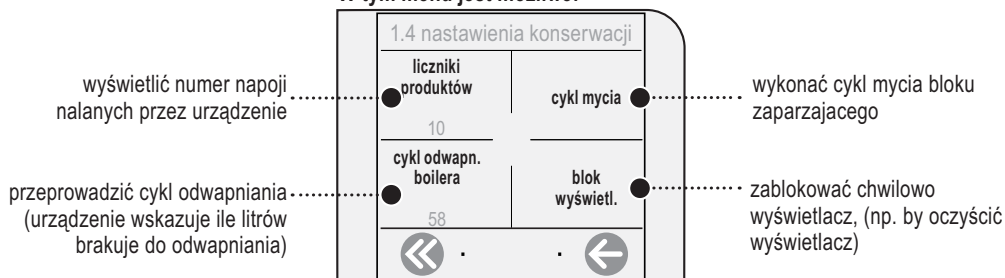 W tym menu jest możliwe:
1.4 nastawienia konserwacji
wyświetlić numer napoji
nalanych przez urządzenie
liczniki
produktów
10
cykl mycia
wykonać cykl mycia bloku
zaparzajacego
przeprowadzić cykl odwapniania
(urządzenie wskazuje ile litrów
brakuje do odwapniania)
cykl odwapn.
boilera
58
blok
wyświetl.
zablokować chwilowo
wyświetlacz, (np. by oczyścić
wyświetlacz)